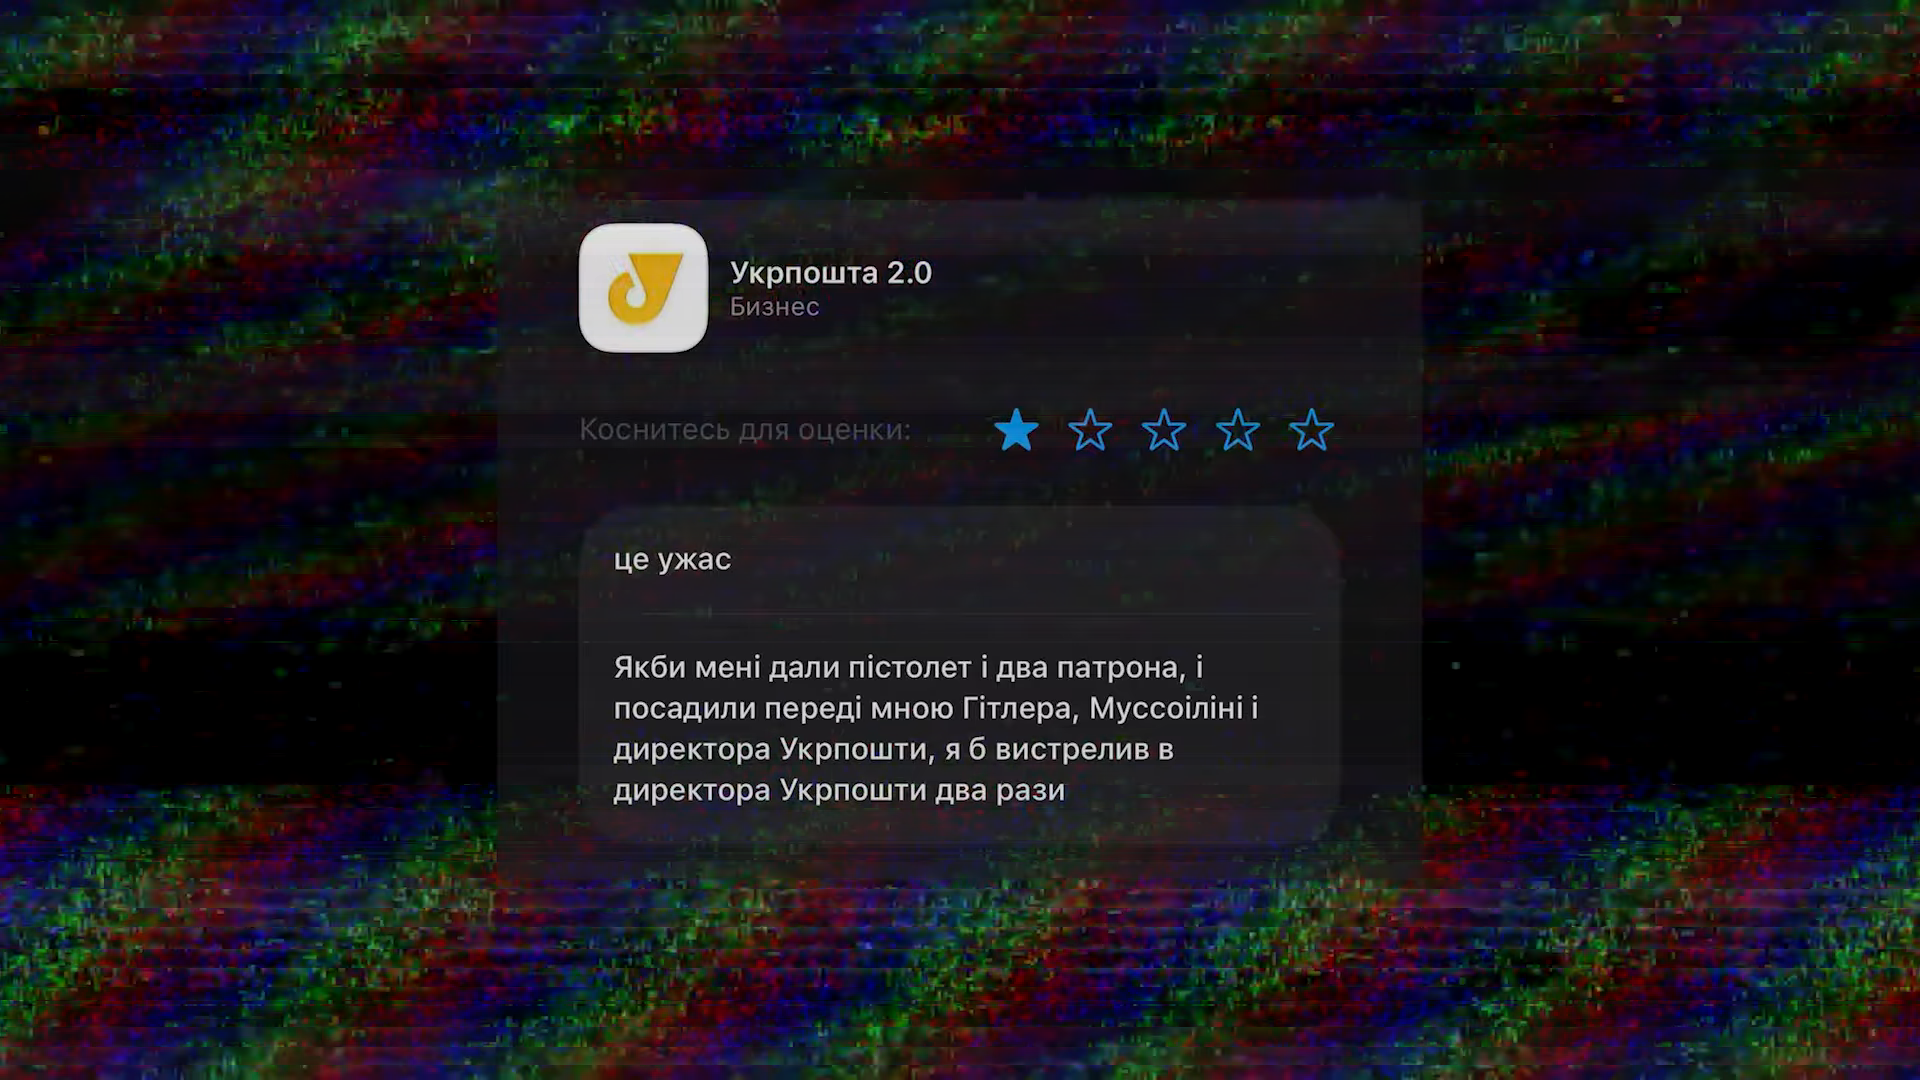 Укрпошта 2.0
Бизнес
Коснитесь для оценки:
це ужас
Якби мені дали пістолет і два патрона, і
посадили переді мною Гітлера, Муссоіліні і
директора Укрпошти, я б вистрелив в
директора Укрпошти два рази